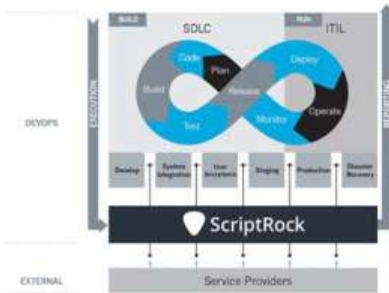 BUILD
RUN
SDLC
ITIL
Code
Plan
Deploy
Build
Release
Operate
Test
Monitor
DEVOPS
EXECUTION
REPORTING
Develop
System Integration
User Acceptance
Staging
Production
Disaster Recovery
ScriptRock
EXTERNAL
Service Providers